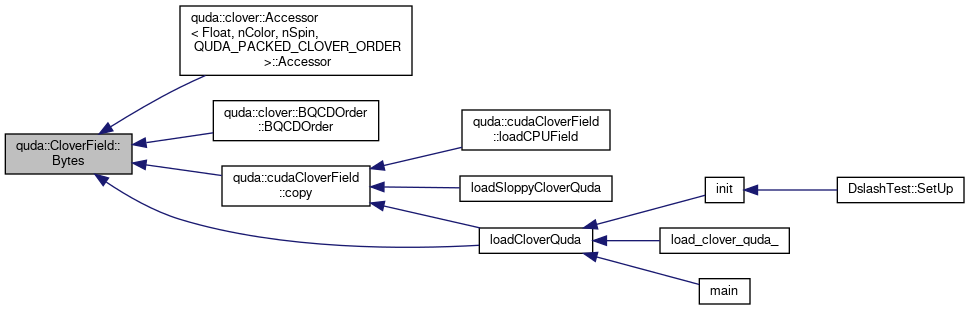 quda::clover::Accessor
< Float, nColor, nSpin,
QUDA_PACKED_CLOVER_ORDER
>::Accessor
quda::clover::BQCDOrder
::BQCDOrder
quda::CloverField::
Bytes
quda::cudaCloverField
::copy
quda::cudaCloverField
::loadCPUField
loadSloppyCloverQuda
loadCloverQuda
init
DslashTest::SetUp
load_clover_quda_
main